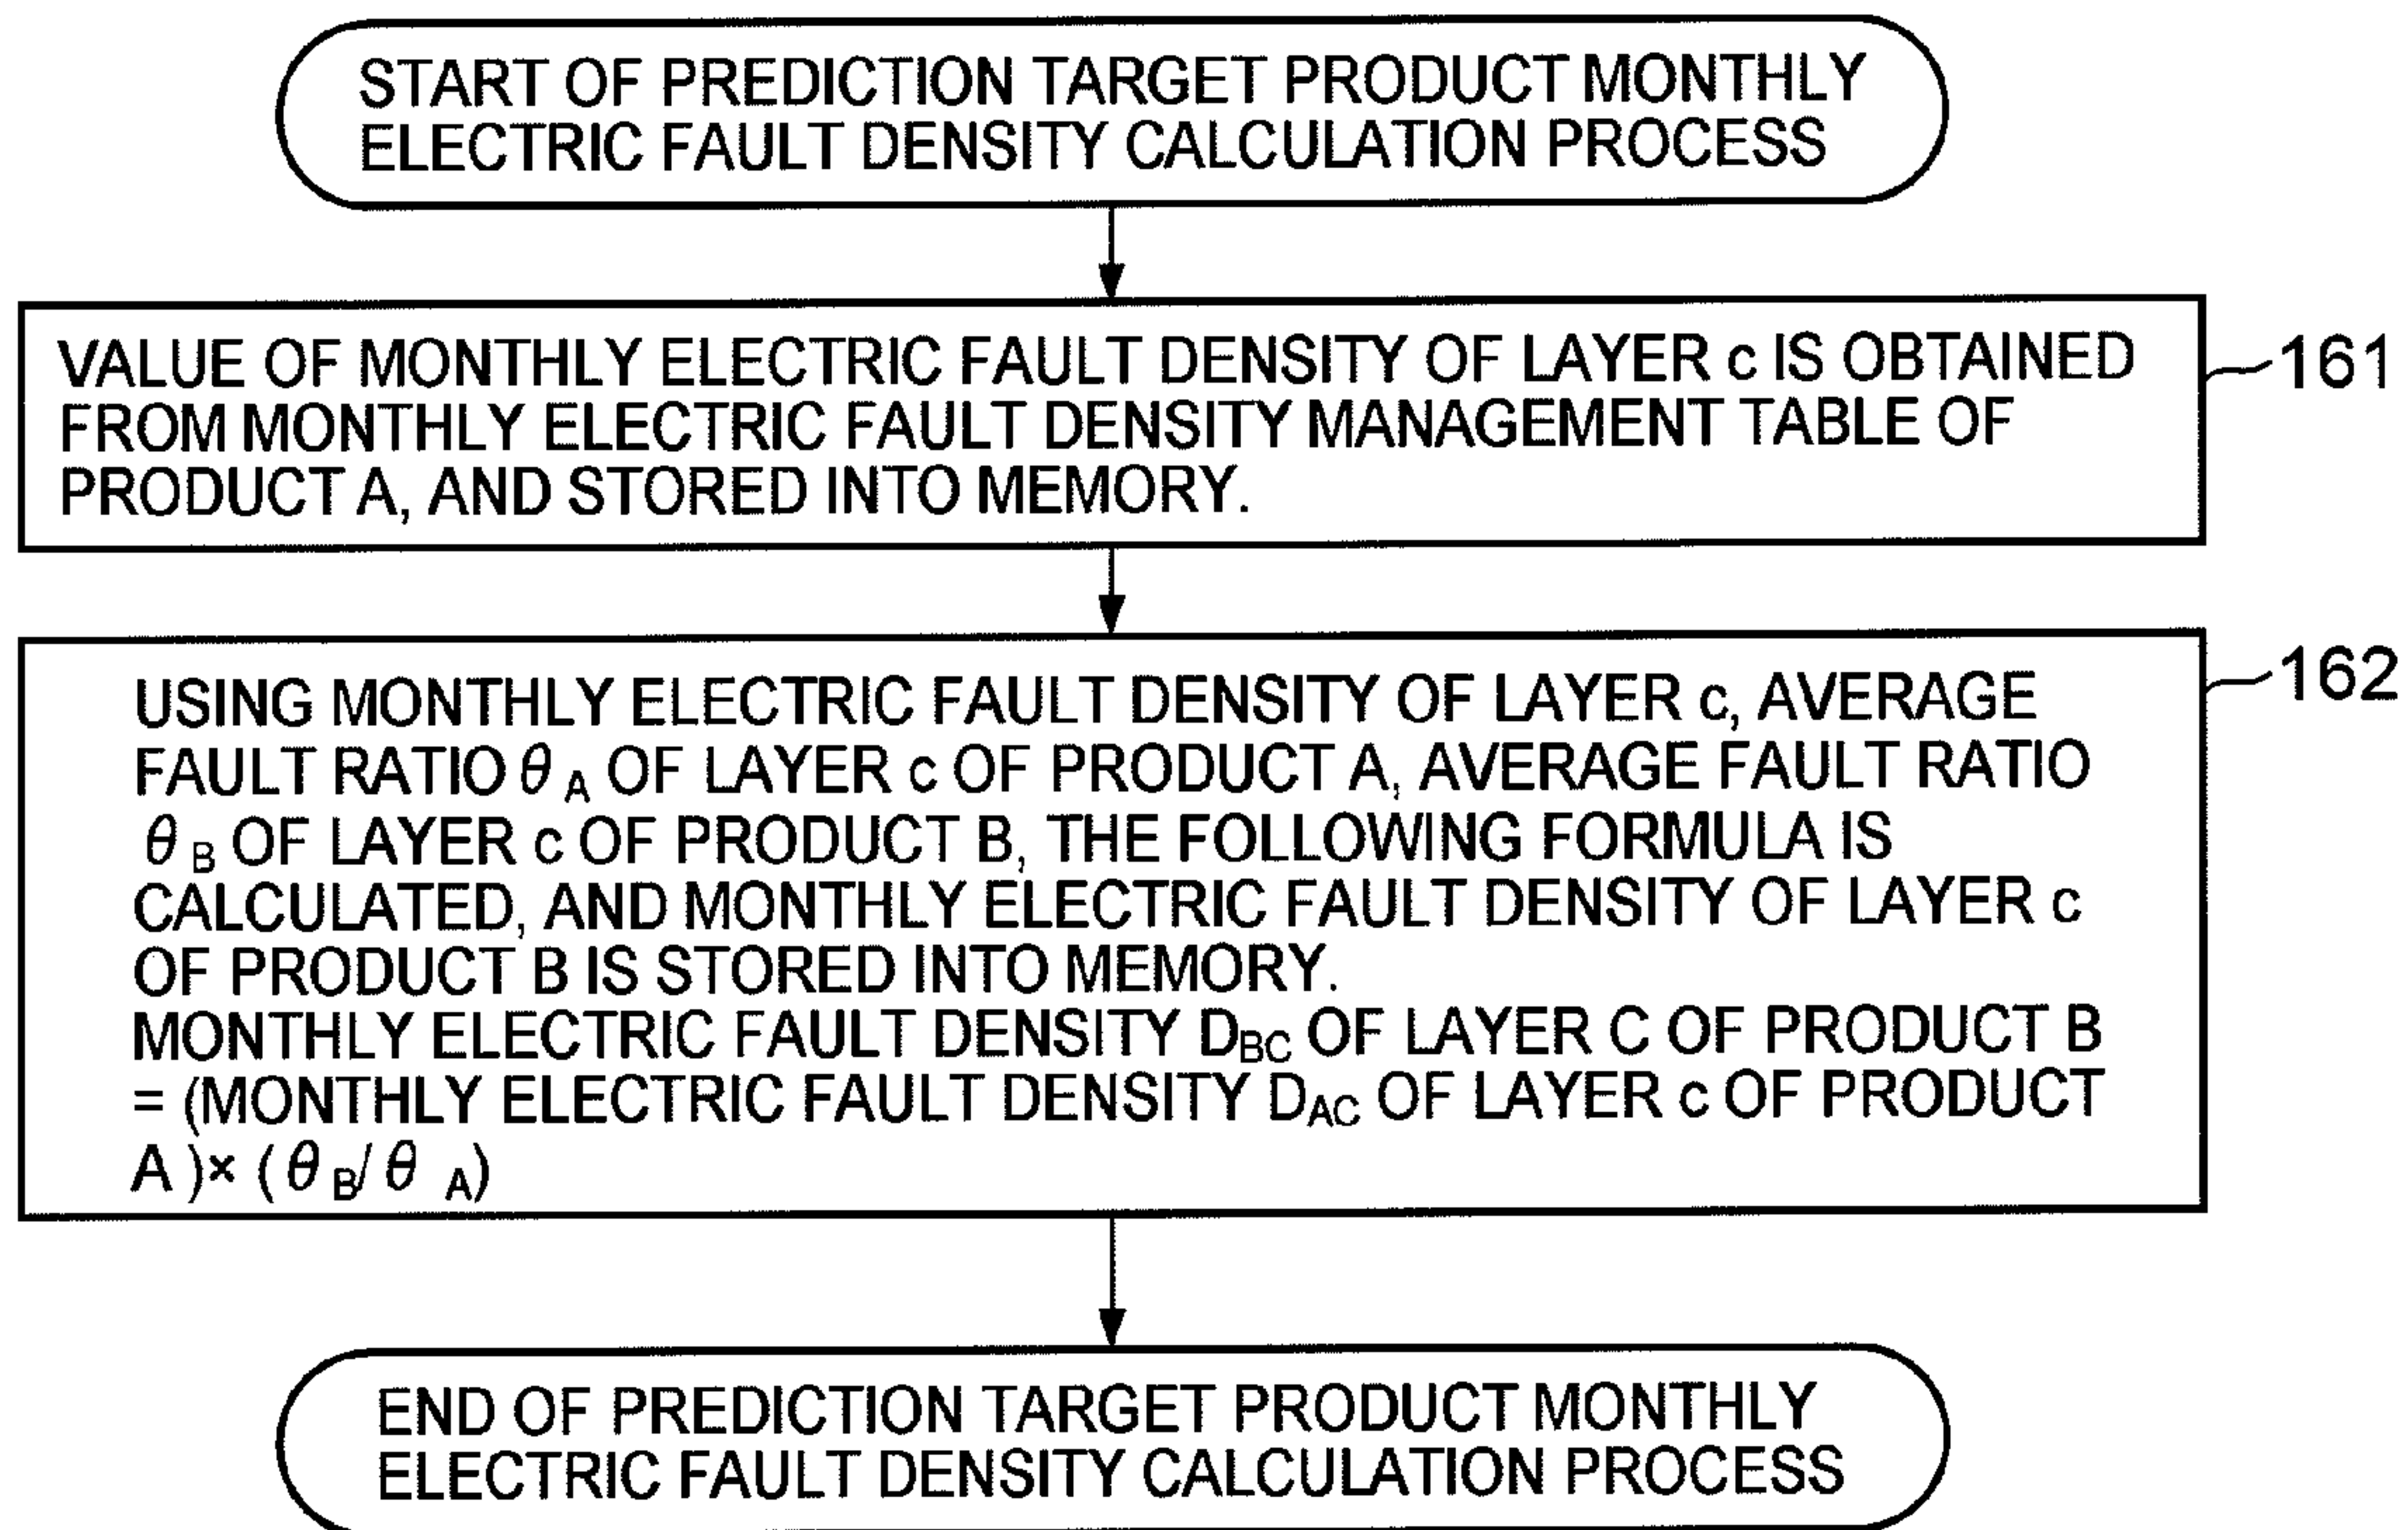 START OF PREDICTION TARGET PRODUCT MONTHLY
ELECTRIC FAULT DENSITY CALCULATION PROCESS
VALUE OF MONTHLY ELECTRIC FAULT DENSITY OF LAYER c IS OBTAINED
FROM MONTHLY ELECTRIC FAULT DENSITY MANAGEMENT TABLE OF
PRODUCT A, AND STORED INTO MEMORY.
161
USING MONTHLY ELECTRIC FAULT DENSITY OF LAYER c, AVERAGE
FAULT RATIO θ A OF LAYER c OF PRODUCT A, AVERAGE FAULT RATIO
θ B OF LAYER c OF PRODUCT B, THE FOLLOWING FORMULA IS
CALCULATED, AND MONTHLY ELECTRIC FAULT DENSITY OF LAYER c
OF PRODUCT B IS STORED INTO MEMORY.
MONTHLY ELECTRIC FAULT DENSITY DBC OF LAYER C OF PRODUCT B
= (MONTHLY ELECTRIC FAULT DENSITY DAC OF LAYER c OF PRODUCT
A )× (θ B/θ A)
162
END OF PREDICTION TARGET PRODUCT MONTHLY
ELECTRIC FAULT DENSITY CALCULATION PROCESS